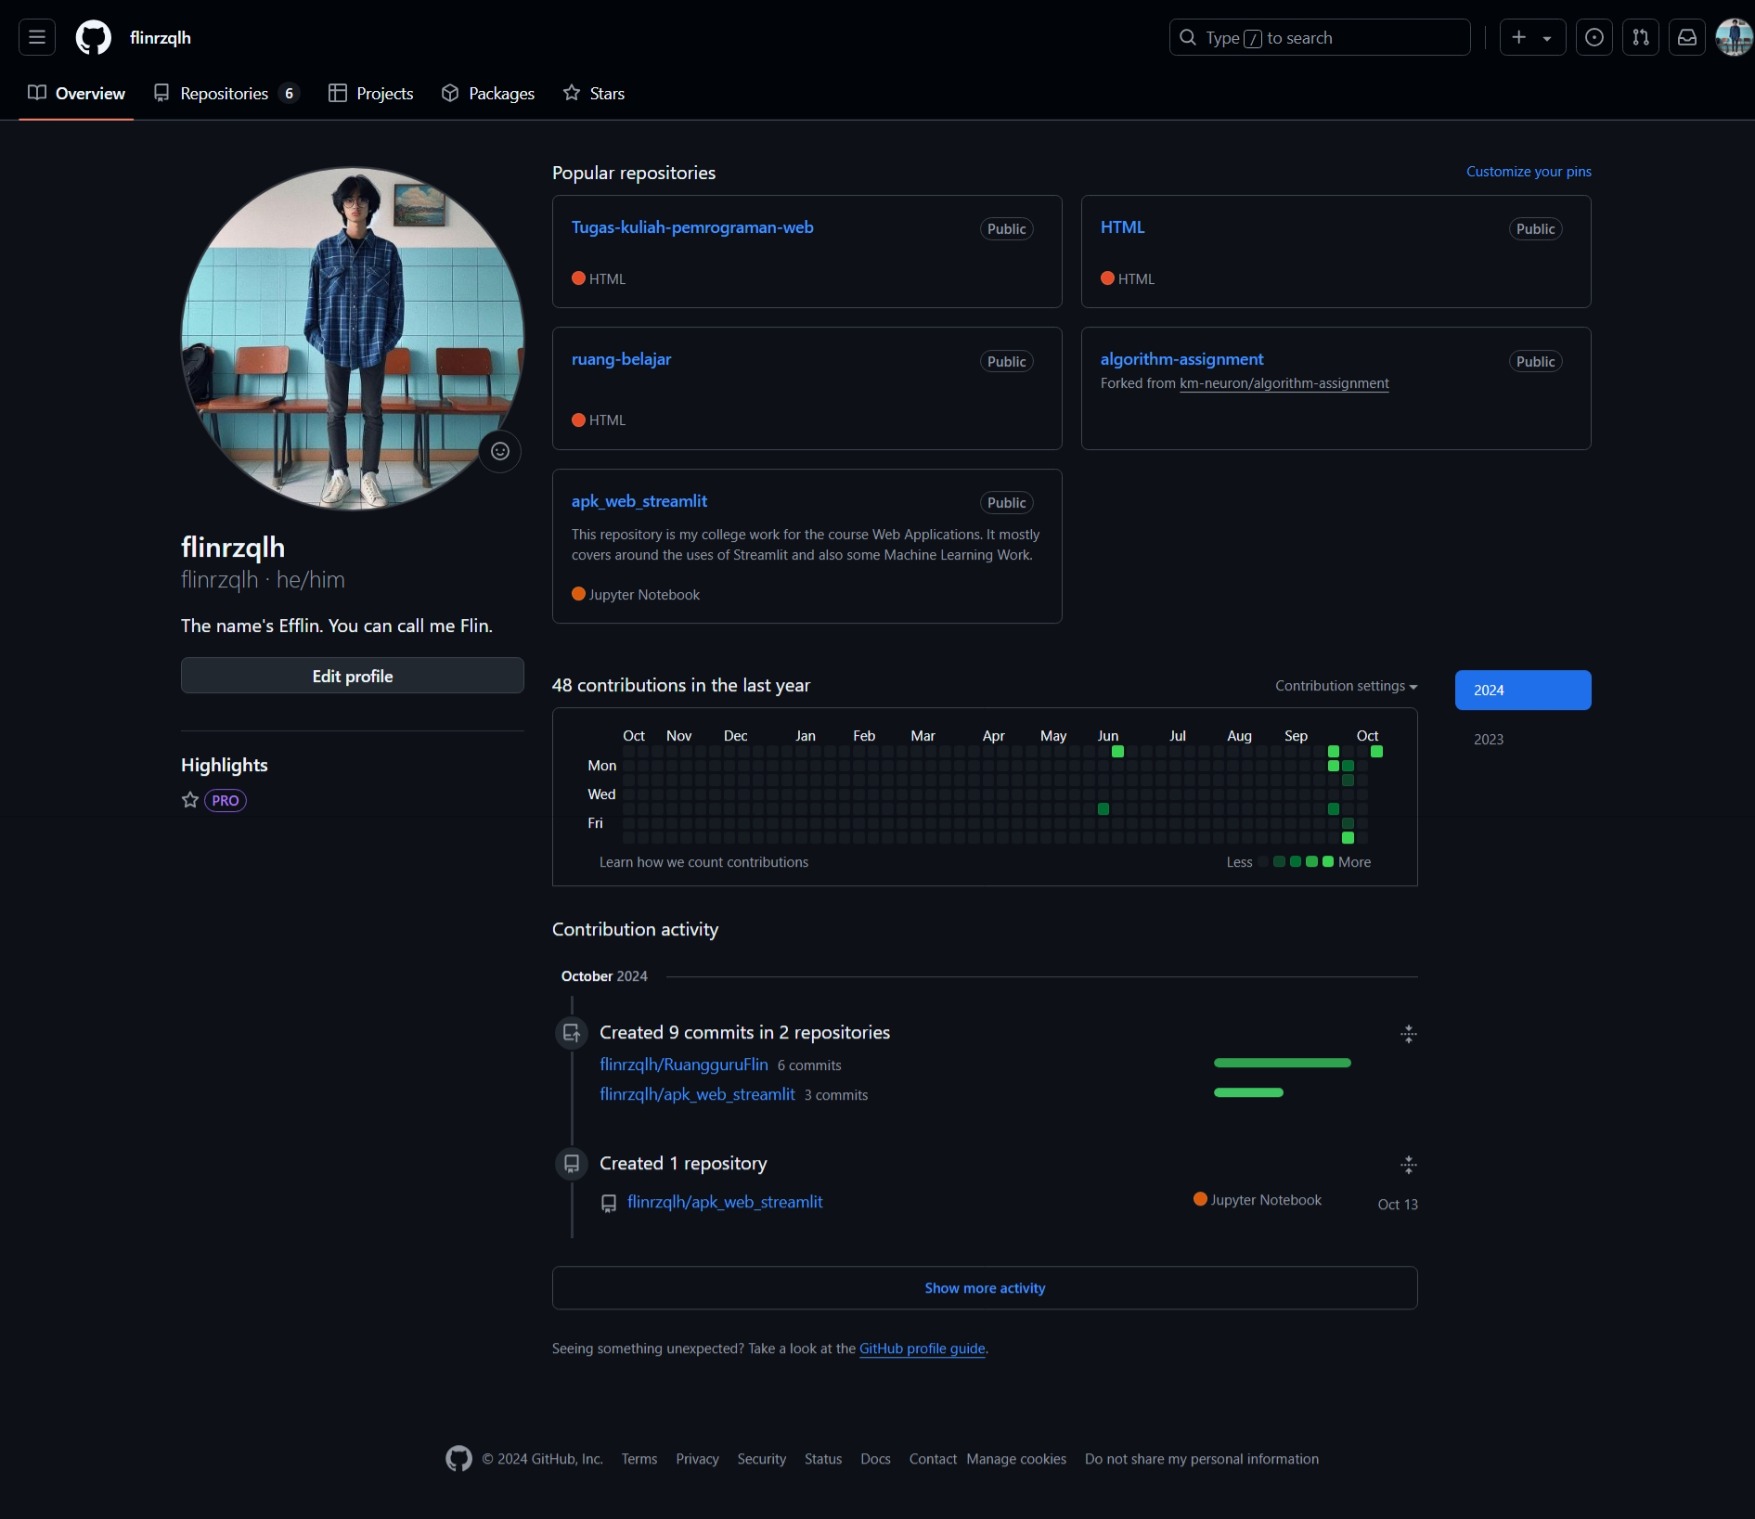 flinrzqlh
Type / to search
Overview
Repositories 6
Projects
Packages
Stars
flinrzqlh
flinrzqlh · he/him
The name's Efflin. You can call me Flin.
Edit profile
Highlights
PRO
Popular repositories
Customize your pins
Tugas-kuliah-pemrograman-web
Public
HTML
HTML
Public
HTML
ruang-belajar
Public
HTML
algorithm-assignment
Public
Forked from km-neuron/algorithm-assignment
apk_web_streamlit
Public
This repository is my college work for the course Web Applications. It mostly
covers around the uses of Streamlit and also some Machine Learning Work.
Jupyter Notebook
48 contributions in the last year
Contribution settings
2024
2023
Oct Nov Dec Jan Feb Mar Apr May Jun Jul Aug Sep Oct
Mon
Wed
Fri
Learn how we count contributions
Less
More
Contribution activity
October 2024
Created 9 commits in 2 repositories
flinrzqlh/RuangguruFlin 6 commits
flinrzqlh/apk_web_streamlit 3 commits
Created 1 repository
flinrzqlh/apk_web_streamlit
Jupyter Notebook
Oct 13
Show more activity
Seeing something unexpected? Take a look at the GitHub profile guide.
© 2024 GitHub, Inc. Terms Privacy Security Status Docs Contact Manage cookies Do not share my personal information